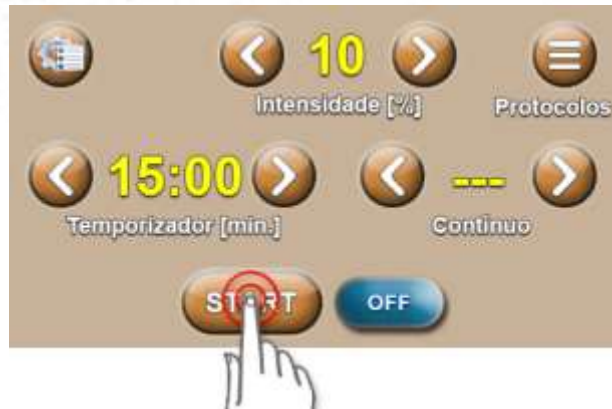 10
Intensidade [%]
Protocolos
15:00 ---
Temporizador [min.] Continuo
START OFF